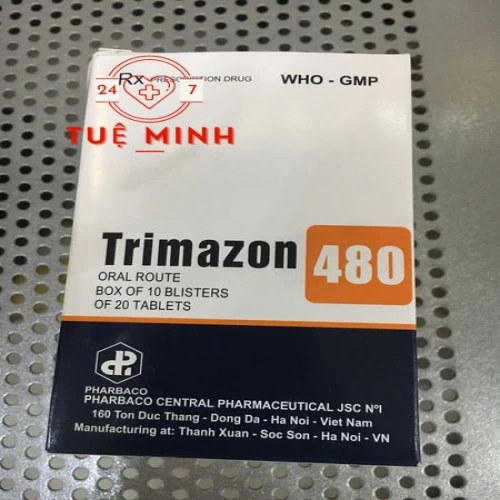 Rx PRESCRIPTION DRUG
WHO - GMP
24 7
TUỆ MINH
Trimazon 480
ORAL ROUTE
BOX OF 10 BLISTERS
OF 20 TABLETS
PHARBACO
PHARBACO CENTRAL PHARMACEUTICAL JSC Nº1
160 Ton Duc Thang - Dong Da - Ha Noi - Viet Nam
Manufacturing at: Thanh Xuan - Soc Son - Ha Noi - VN